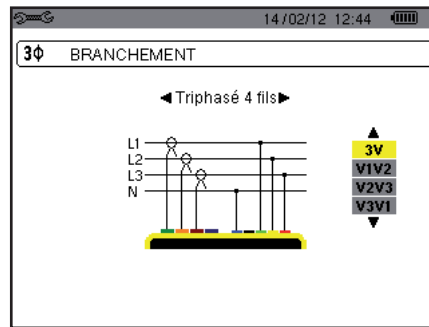 14/02/12 12:44
3Φ BRANCHEMENT
◄Triphasé 4 fils►
L1
L2
L3
N
3V
V1V2
V2V3
V3V1